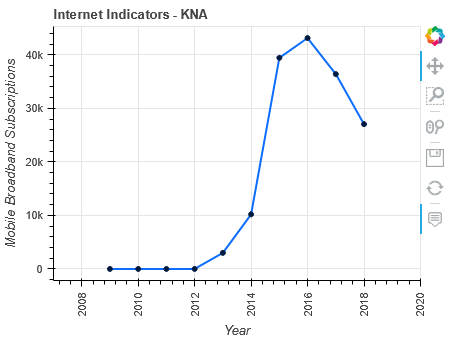 Internet Indicators - KNA
Mobile Broadband Subscriptions
40k
30k
20k
10k
0
2008
2010
2012
2014
2016
2018
2020
Year